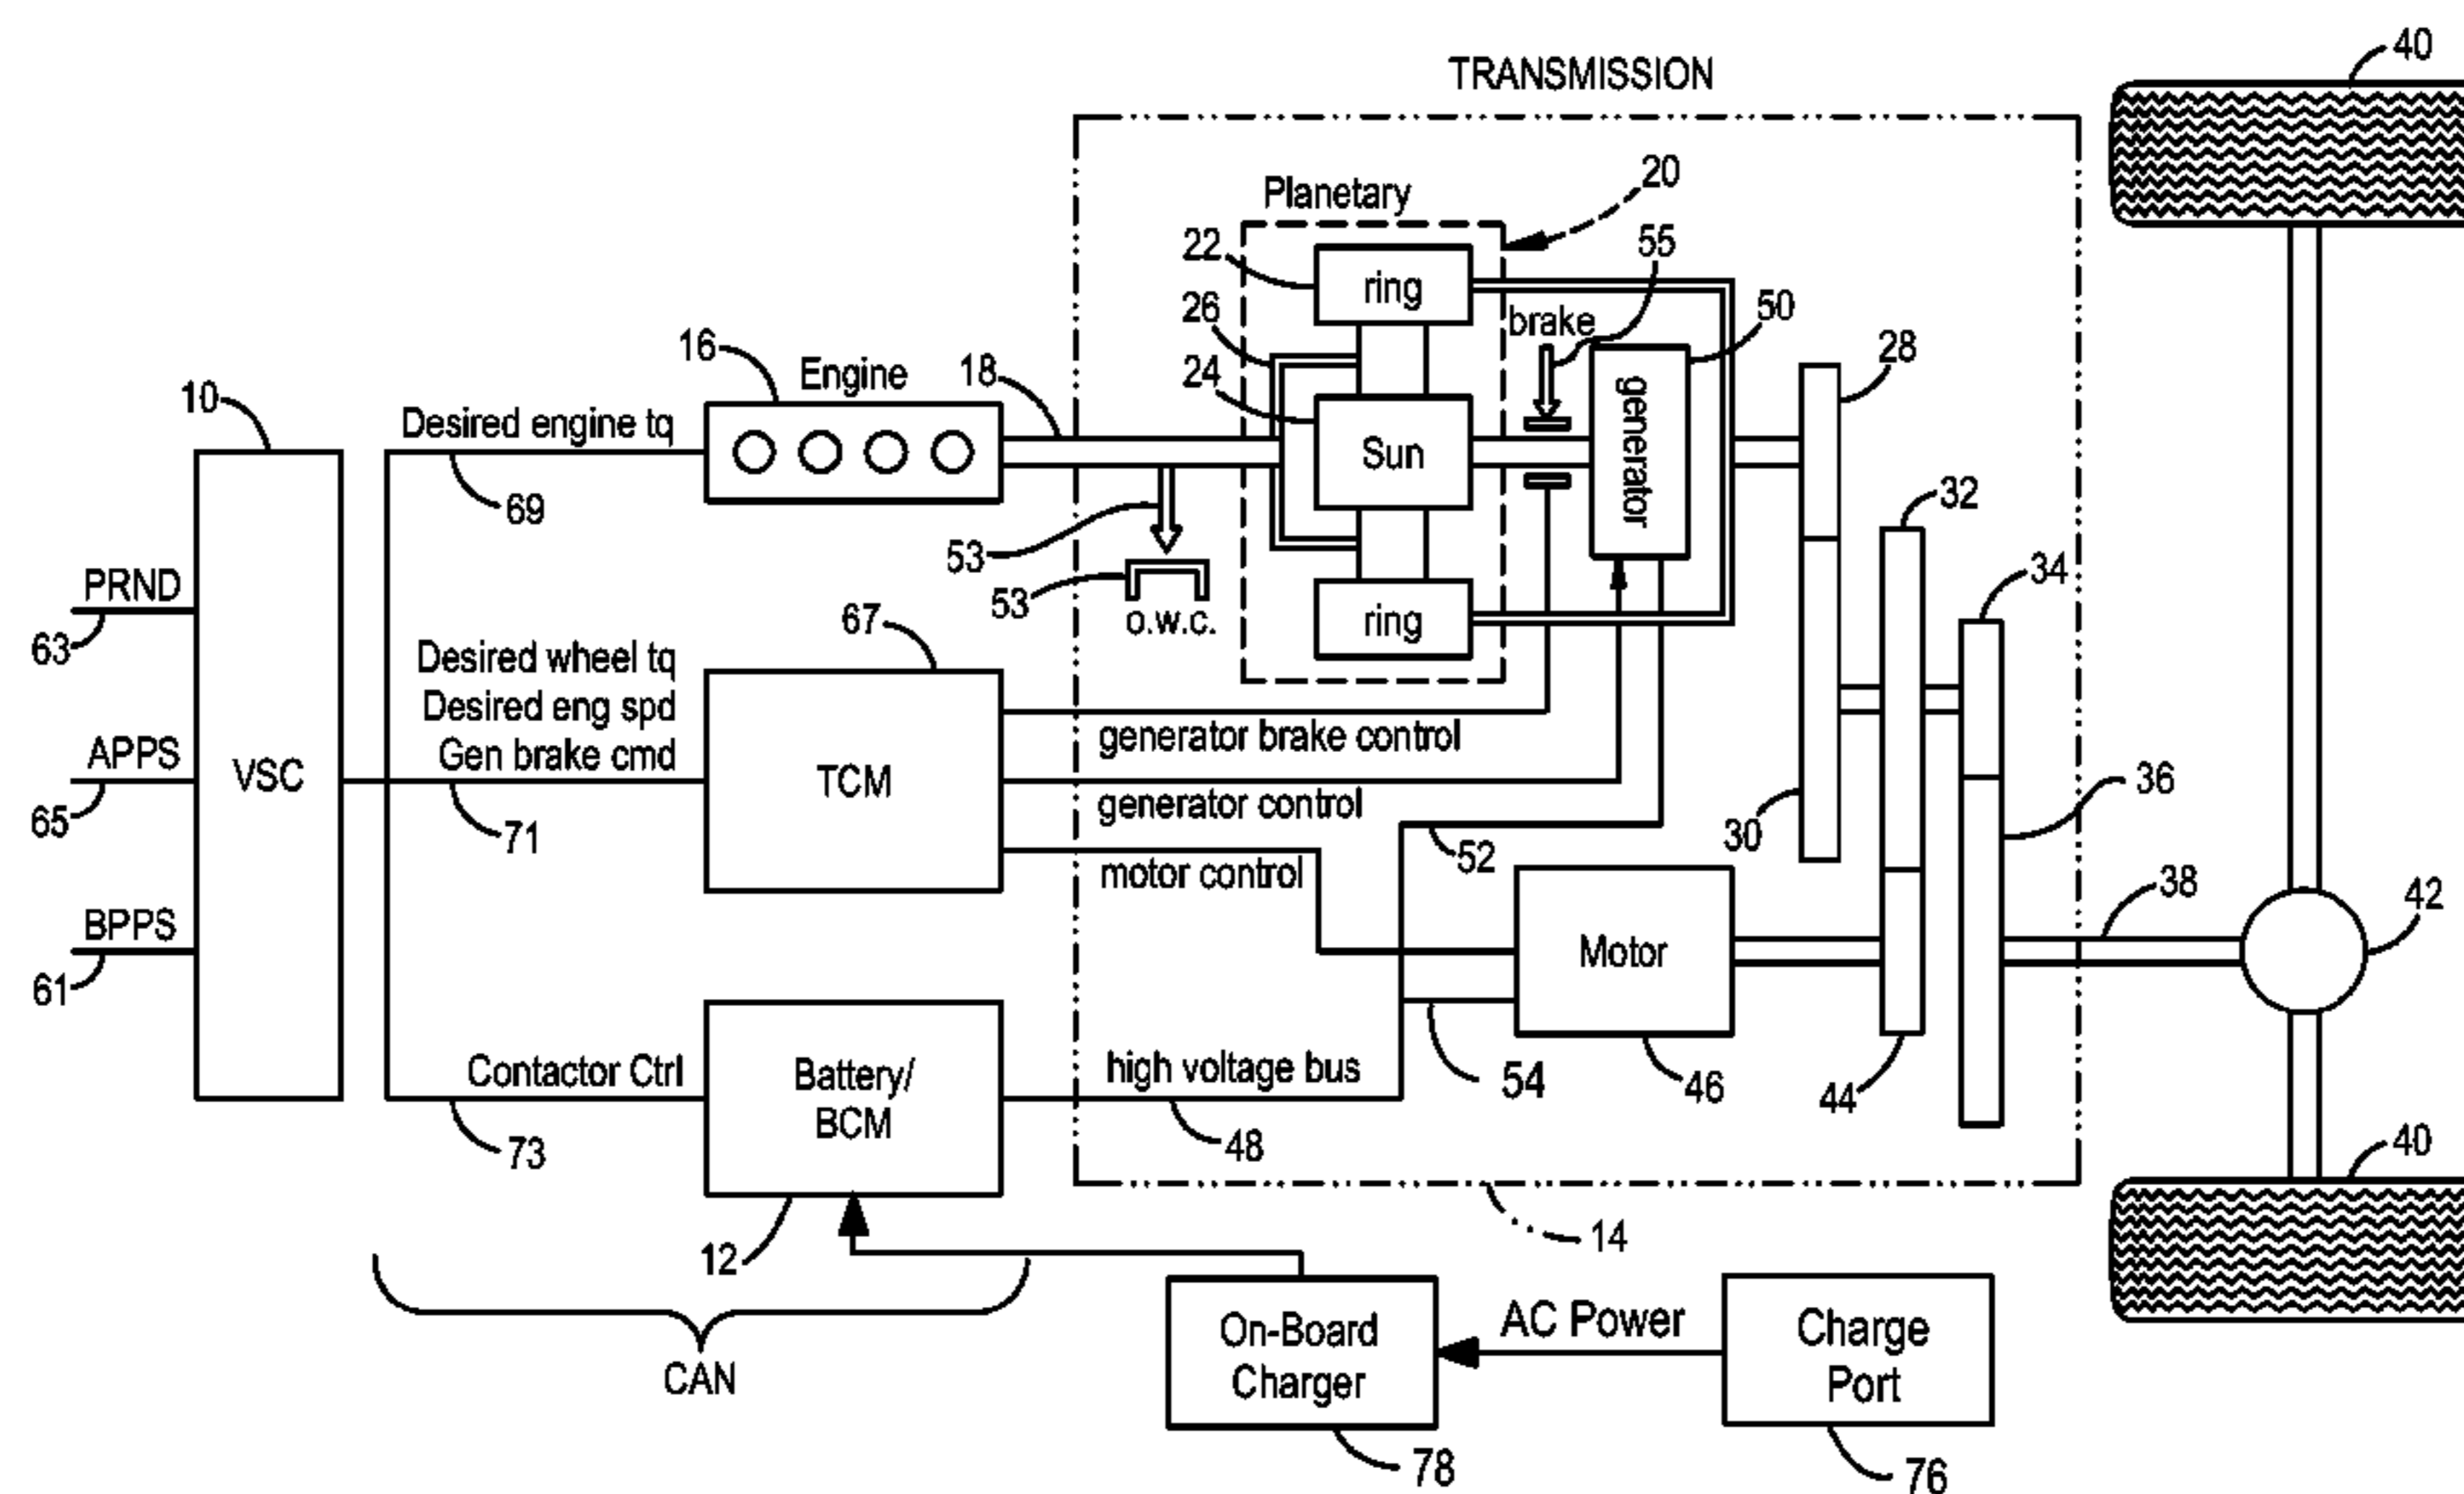 40
TRANSMISSION
20
Planetary
22
ring
55
26
brake
50
16
Engine
18
24
28
10
Desired engine tq
Sun
generator
69
32
53
53
o.w.c.
34
PRND
63
67
ring
Desired wheel tq
Desired eng spd
Gen brake cmd
generator brake control
APPS
65
VSC
71
TCM
generator control
30
36
52
motor control
38
42
BPPS
61
Motor
Contactor Ctrl
Battery/
BCM
high voltage bus
54
46
44
73
48
40
12
14
CAN
On-Board
Charger
AC Power
Charge
Port
78
76